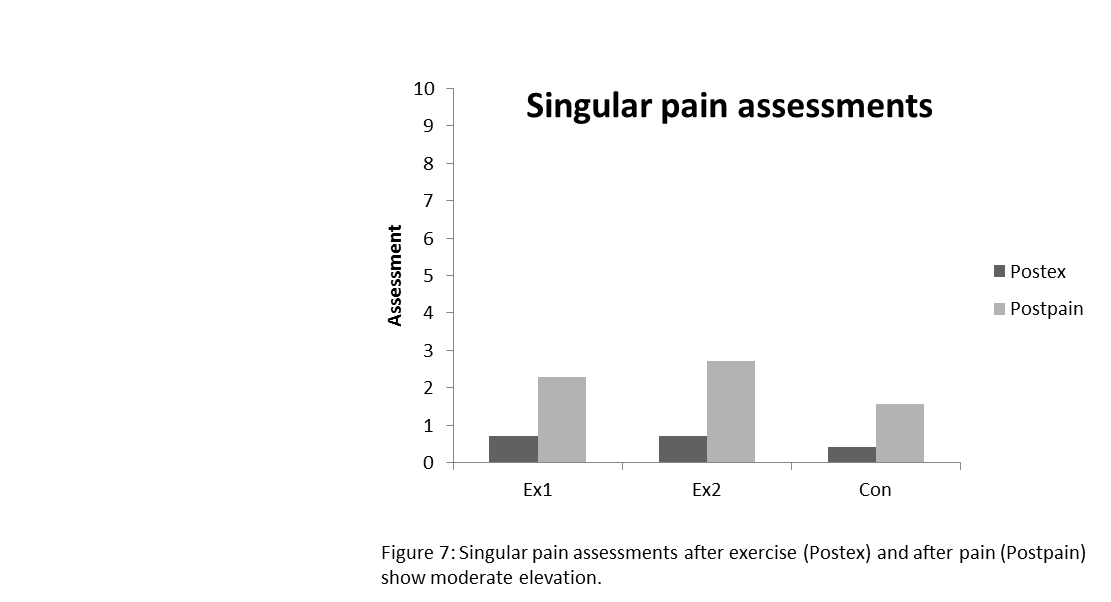 Singular pain assessments
10
9
8
7
6
5
4
3
2
1
0
Assessment
Ex1 Ex2 Con
Postex
Postpain
Figure 7: Singular pain assessments after exercise (Postex) and after pain (Postpain)
show moderate elevation.